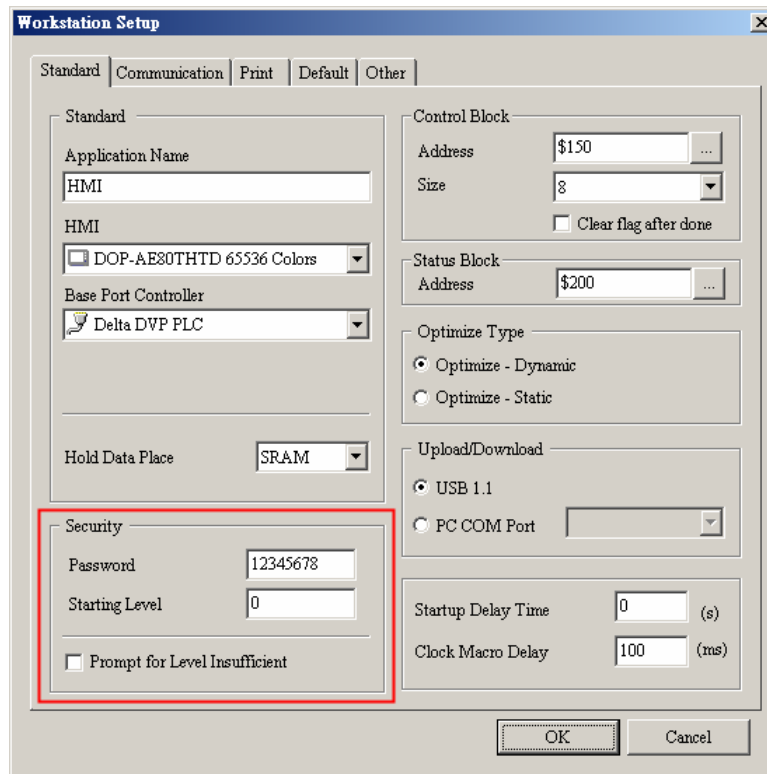 Workstation Setup
Standard Communication Print Default Other
Standard
Application Name
HMI
HMI
DOP-AE80THTD 65536 Colors
Base Port Controller
Delta DVP PLC
Hold Data Place SRAM
Security
Password 12345678
Starting Level 0
Prompt for Level Insufficient
Control Block
Address $150 ...
Size 8
Clear flag after done
Status Block
Address $200 ...
Optimize Type
Optimize - Dynamic
Optimize - Static
Upload/Download
USB 1.1
PC COM Port
Startup Delay Time 0 (s)
Clock Macro Delay 100 (ms)
OK Cancel